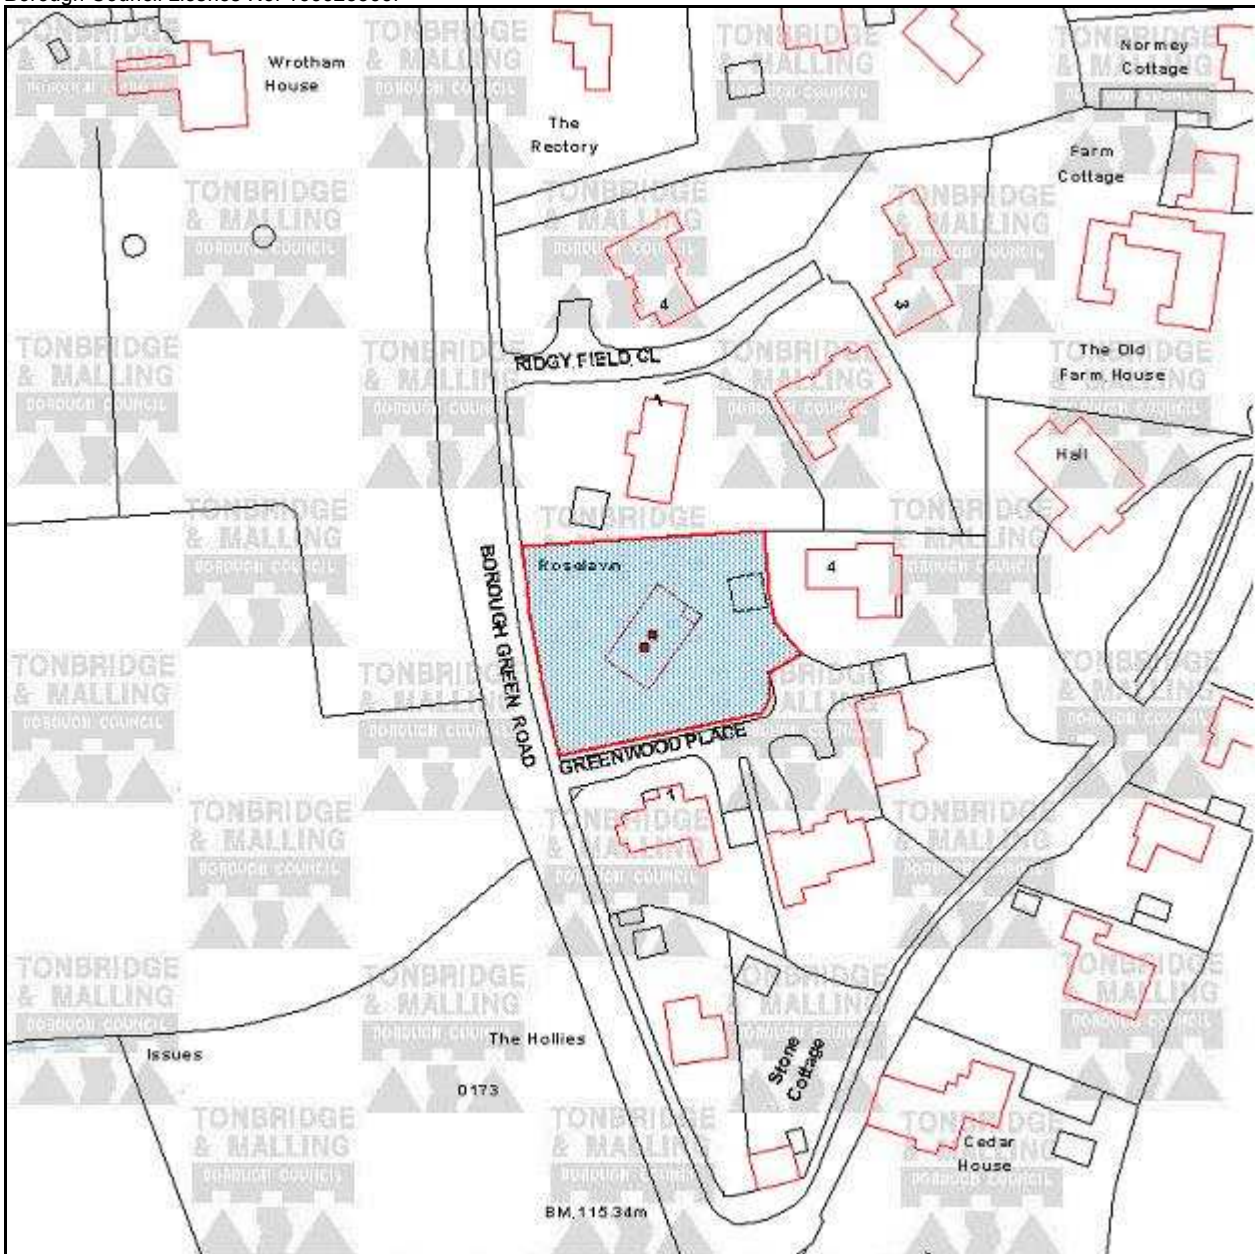 Wrotham
House
Normey
Cottage
The
Rectory
Farm
Cottage
4
3
RIDGY FIELD CL
The Old
Farm House
1
Hall
Roselawn
4
BOROUGH GREEN ROAD
GREENWOOD PLACE
1
Issues
The Hollies
0173
Stone
Cottage
Cedar
House
BM 115.34m
TONBRIDGE
& MALLING
BOROUGH COUNCIL